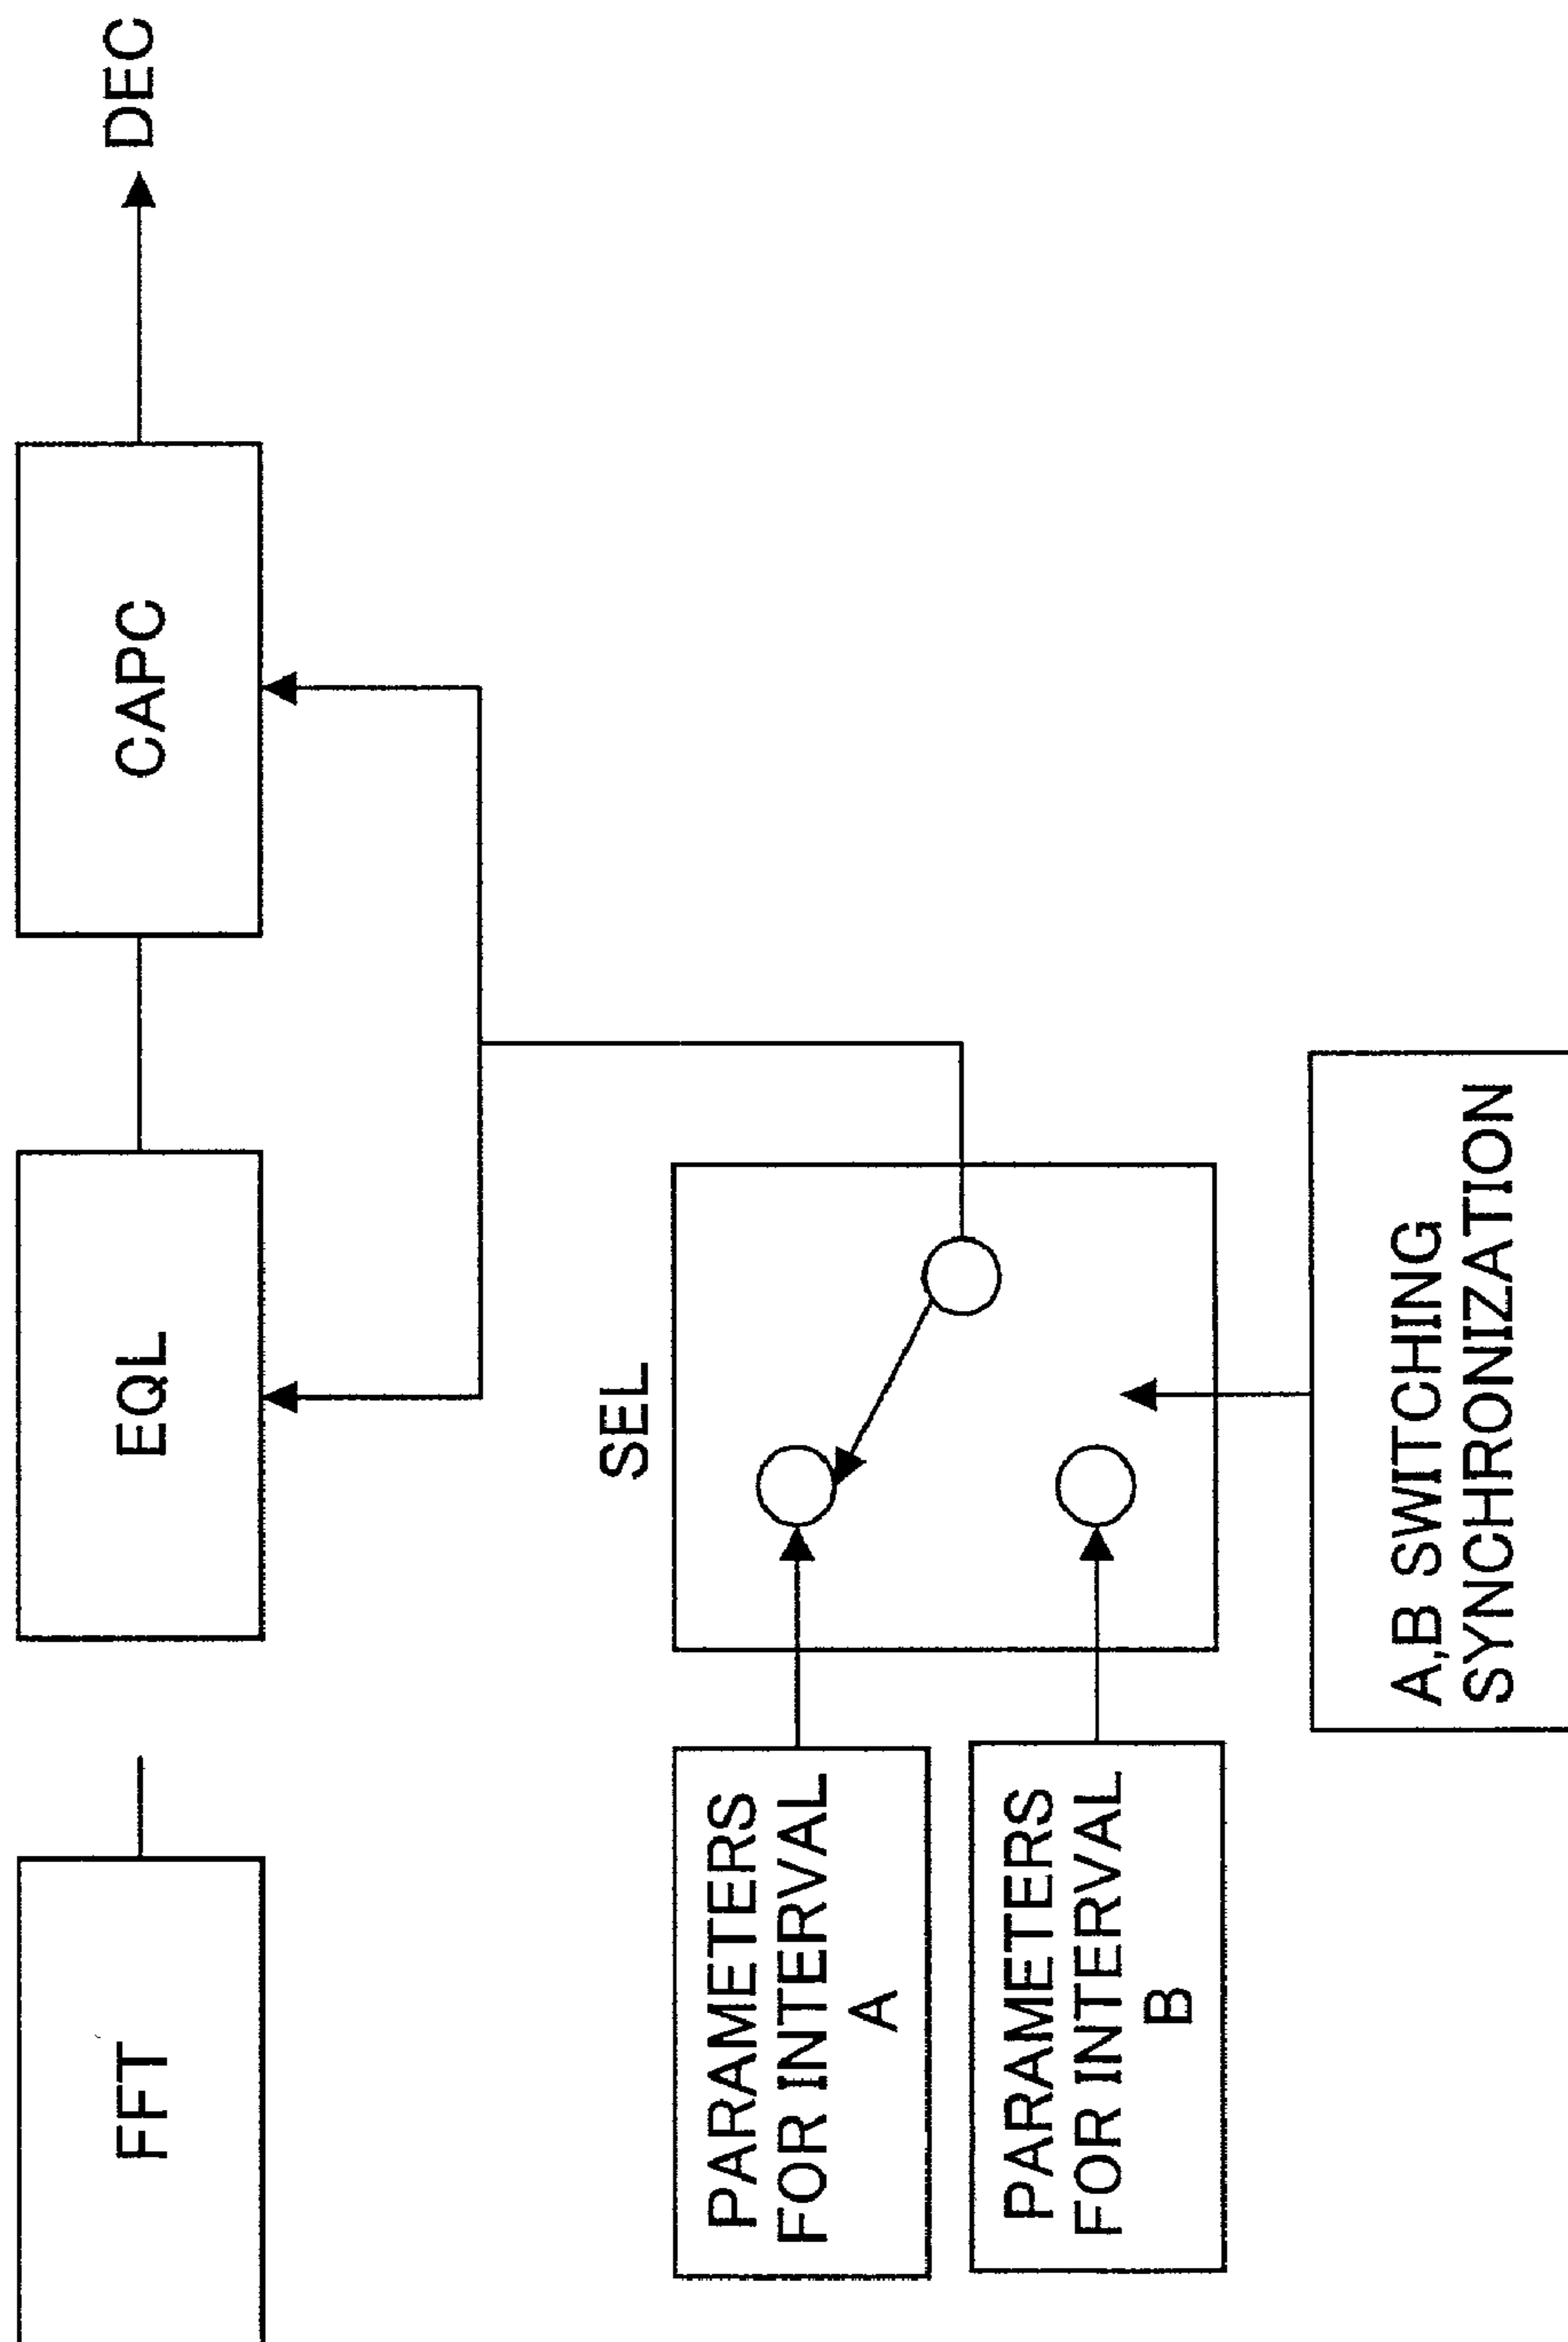 FFT
EQL
CAPC
DEC
SEL
PARAMETERS
FOR INTERVAL
A
PARAMETERS
FOR INTERVAL
B
A,B SWITCHING
SYNCHRONIZATION